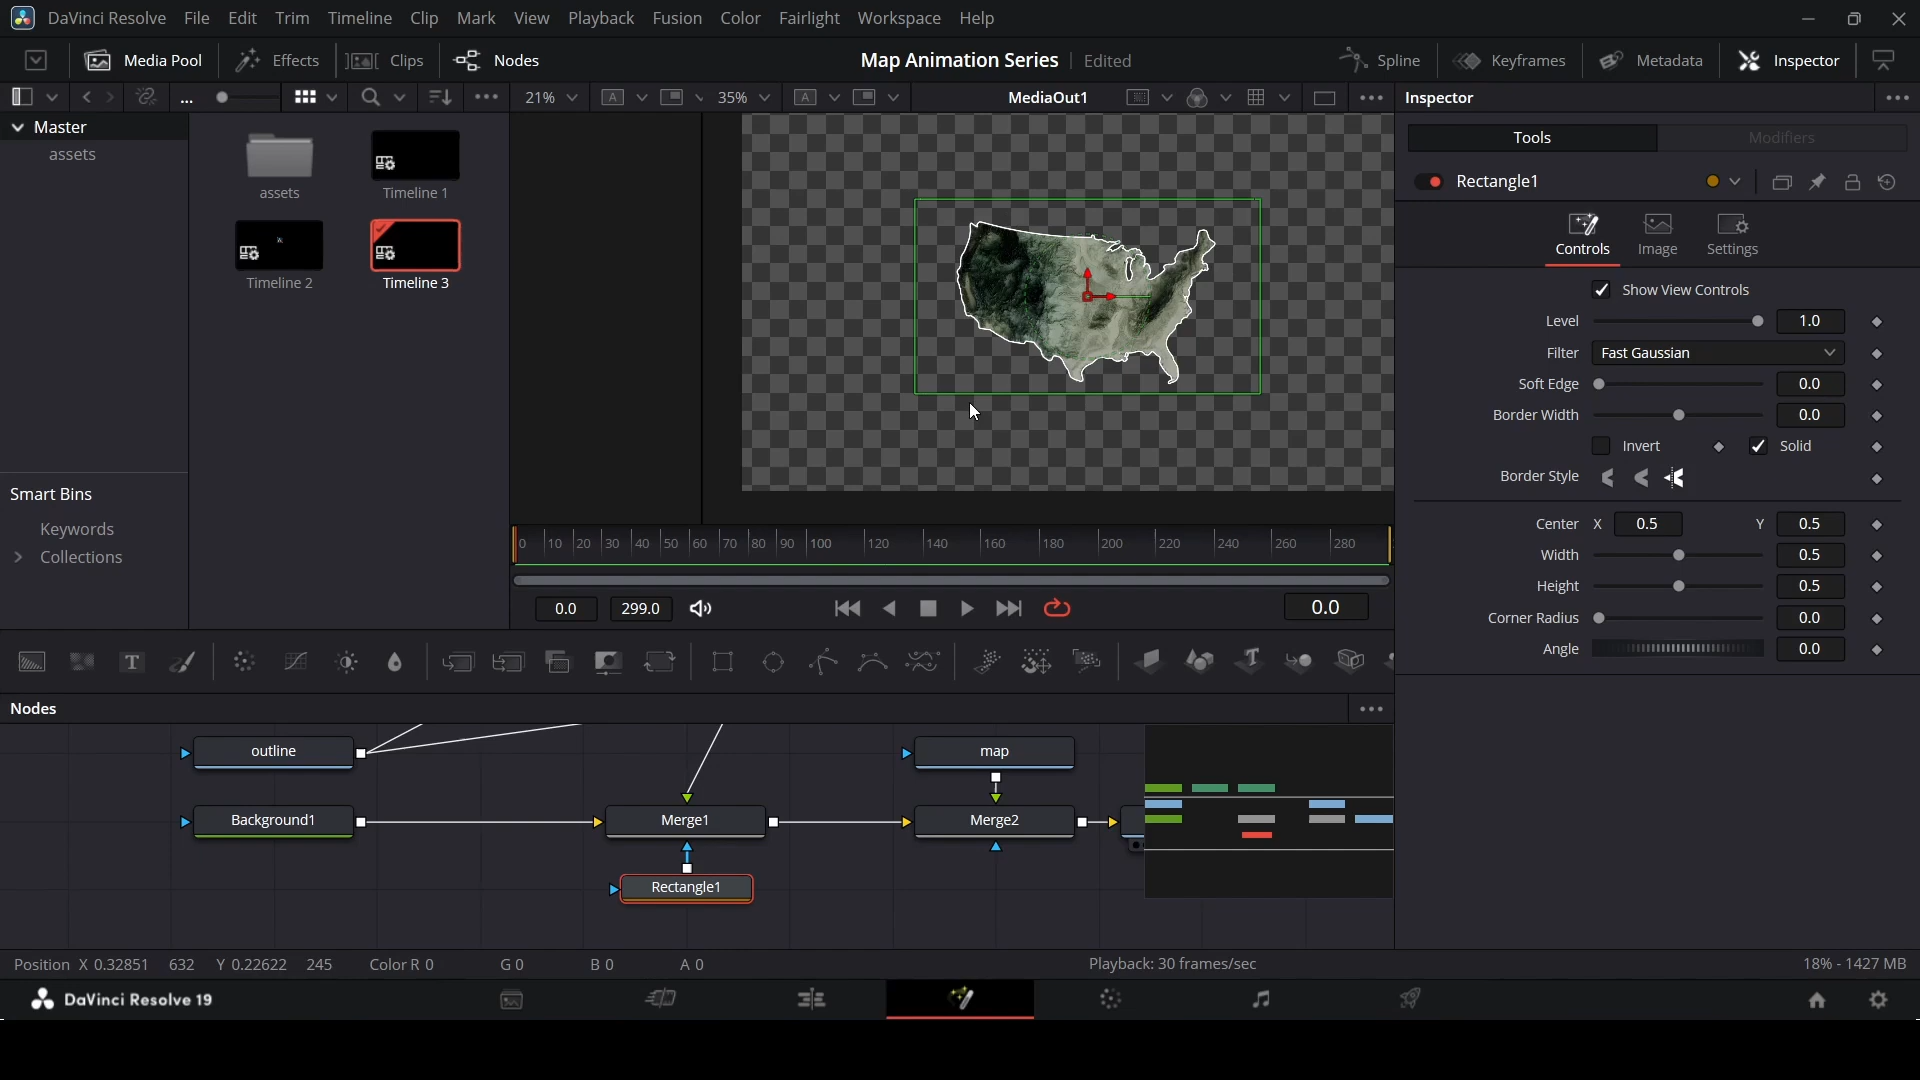 DaVinci Resolve File Edit Trim Timeline Clip Mark View Playback Fusion Color Fairlight Workspace Help
Media Pool Effects Clips Nodes Map Animation Series Edited Spline Keyframes Metadata Inspector
... 21% A 35% A MediaOut1 Inspector
Master
assets
assets
Timeline 1
Timeline 2
Timeline 3
Smart Bins
Keywords
Collections
0 10 20 30 40 50 60 70 80 90 100 120 140 160 180 200 220 240 260 280
0.0 299.0 0.0
T T
Tools Modifiers
Rectangle1
Controls Image Settings
Show View Controls
Level 1.0
Filter Fast Gaussian
Soft Edge 0.0
Border Width 0.0
Invert Solid
Border Style
Center X 0.5 Y 0.5
Width 0.5
Height 0.5
Corner Radius 0.0
Angle 0.0
Nodes
outline map
Background1 Merge1 Merge2
Rectangle1
Position X 0.32851 632 Y 0.22622 245 Color R 0 G 0 B 0 A 0 Playback: 30 frames/sec 18% - 1427 MB
DaVinci Resolve 19